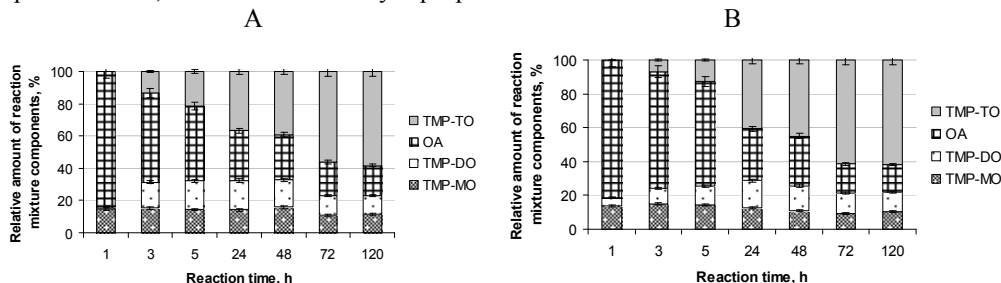 A
B
100
80
60
40
20
0
Relative amount of reaction
mixture components, %
1 3 5 24 48 72 120
Reaction time, h
TMP-TO
OA
TMP-DO
TMP-MO
100
80
60
40
20
0
Relative amount of reaction
mixture components, %
1 3 5 24 48 72 120
Reaction time, h
TMP-TO
OA
TMP-DO
TMP-MO